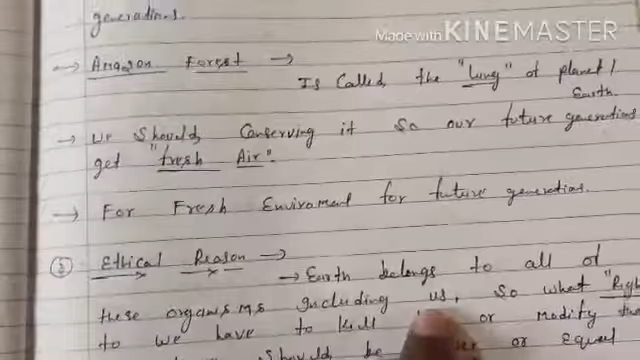 generations.
Made with KINEMASTER
→ Amazon Forest →
Is Called the "lung" of planet/
Earth.
→ we should Conserving it so our future generations
get "fresh Air".
→ For Fresh Enviroment for future generations.
③ Ethical Reason →
→ Earth belongs to all of
these organisms including us, so what "Righ
to we have to kill or modify
should be or equal